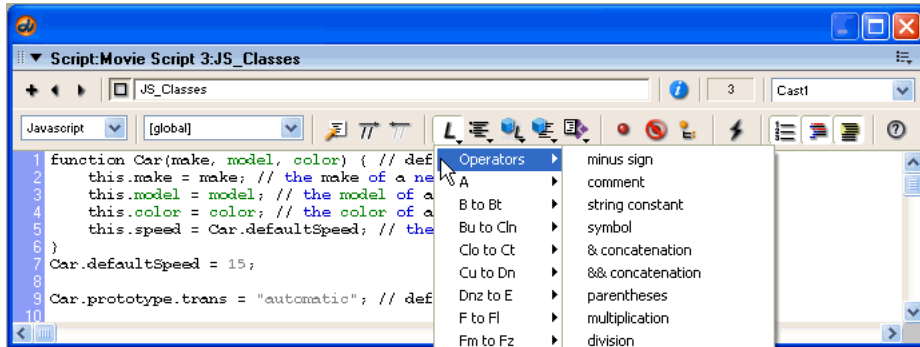 Script:Movie Script 3:JS_Classes
JS_Classes 3 Cast1
Javascript [global] L
1 function Car(make, model, color) { // def
2 this.make = make; // the make of a ne
3 this.model = model; // the model of a
4 this.color = color; // the color of a
5 this.speed = Car.defaultSpeed; // the
6 }
7 Car.defaultSpeed = 15;
8
9 Car.prototype.trans = "automatic"; // def
10
Operators
A
B to Bt
Bu to Cln
Clo to Ct
Cu to Dn
Dnz to E
F to Fl
Fm to Fz
minus sign
comment
string constant
symbol
& concatenation
&& concatenation
parentheses
multiplication
division